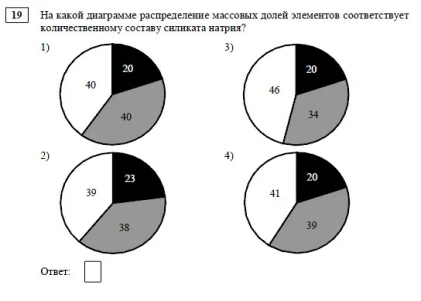 19 На какой диаграмме распределение массовых долей элементов соответствует
количественному составу силиката натрия?
1) 3)
20 20
40 46
40 34
2) 4)
23 20
39 41
38 39
Ответ: